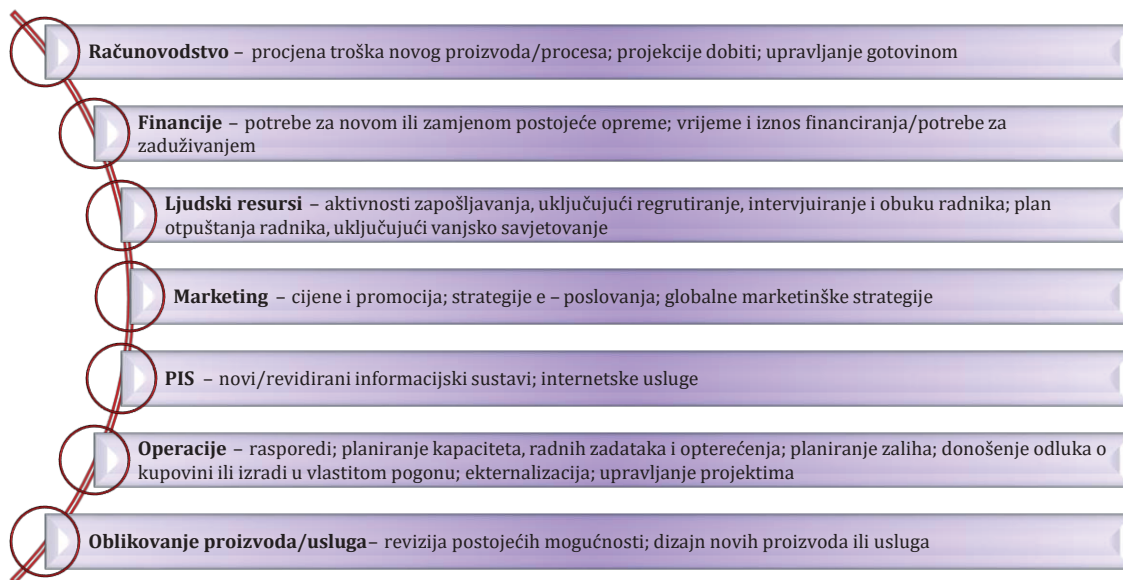 Računovodstvo – procjena troška novog proizvoda/procesa; projekcije dobiti; upravljanje gotovinom
Financije – potrebe za novom ili zamjenom postojeće opreme; vrijeme i iznos financiranja/potrebe za
zaduživanjem
Ljudski resursi – aktivnosti zapošljavanja, uključujući regrutiranje, intervjuiranje i obuku radnika; plan
otpuštanja radnika, uključujući vanjsko savjetovanje
Marketing – cijene i promocija; strategije e – poslovanja; globalne marketinške strategije
PIS – novi/revidirani informacijski sustavi; internetske usluge
Operacije – rasporedi; planiranje kapaciteta, radnih zadataka i opterećenja; planiranje zaliha; donošenje odluka o
kupovini ili izradi u vlastitom pogonu; ekternalizacija; upravljanje projektima
Oblikovanje proizvoda/usluga– revizija postojećih mogućnosti; dizajn novih proizvoda ili usluga